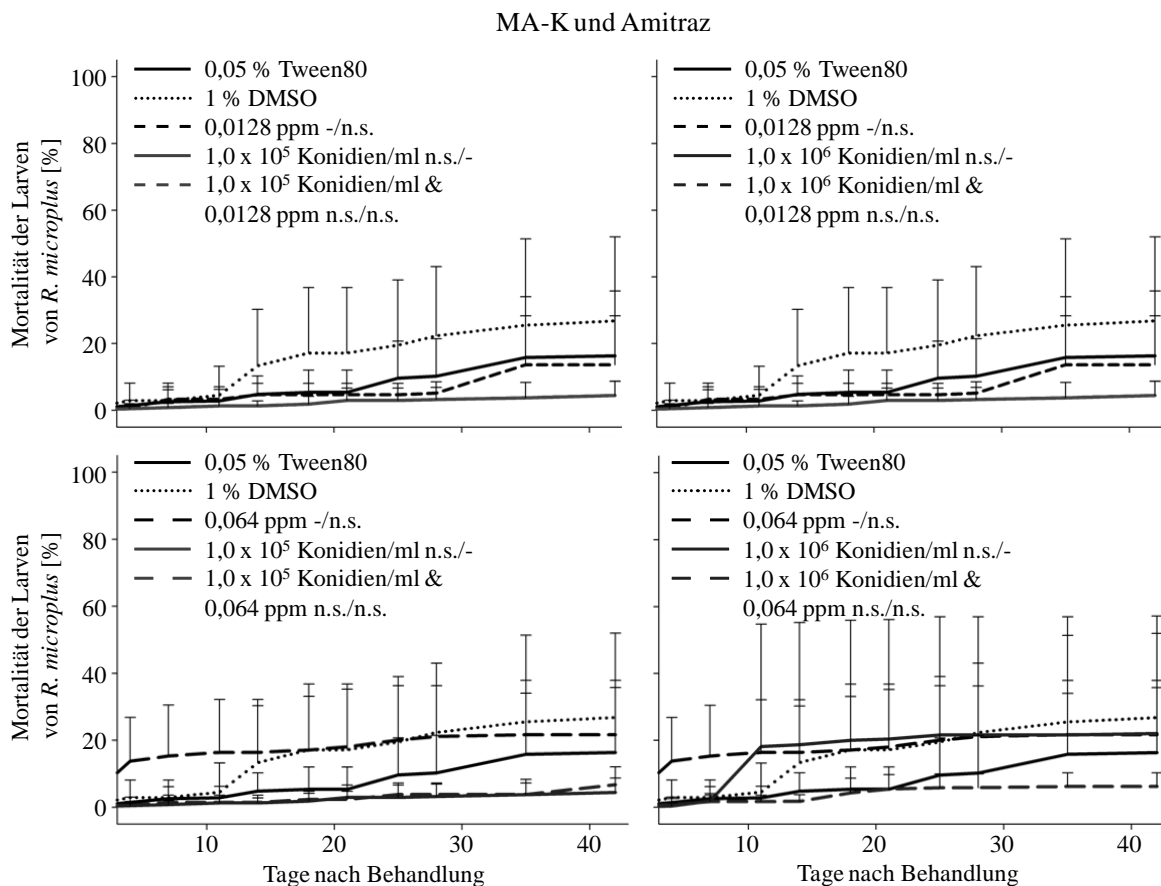 MA-K und Amitraz
Mortalität der Larven
von R. microplus [%]
100
80
60
40
20
0
0,05 % Tween80
1 % DMSO
0,0128 ppm -/n.s.
1,0 x 10⁵ Konidien/ml n.s./-
1,0 x 10⁵ Konidien/ml &
0,0128 ppm n.s./n.s.
10
20
30
40
0,05 % Tween80
1 % DMSO
0,0128 ppm -/n.s.
1,0 x 10⁶ Konidien/ml n.s./-
1,0 x 10⁶ Konidien/ml &
0,0128 ppm n.s./n.s.
20
40
Mortalität der Larven
von R. microplus [%]
100
80
60
40
20
0
0,05 % Tween80
1 % DMSO
0,064 ppm -/n.s.
1,0 x 10⁵ Konidien/ml n.s./-
1,0 x 10⁵ Konidien/ml &
0,064 ppm n.s./n.s.
10
20
30
40
Tage nach Behandlung
0,05 % Tween80
1 % DMSO
0,064 ppm -/n.s.
1,0 x 10⁶ Konidien/ml n.s./-
1,0 x 10⁶ Konidien/ml &
0,064 ppm n.s./n.s.
10
20
30
40
Tage nach Behandlung